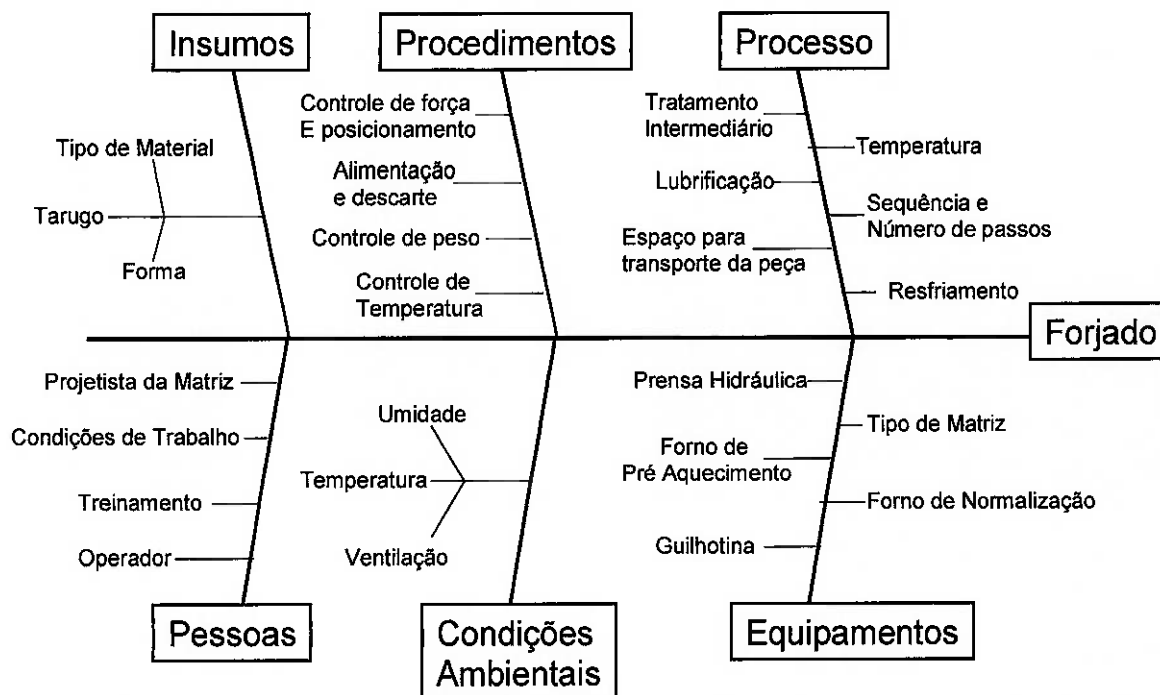 Insumos
Procedimentos
Processo
Tipo de Material
Tarugo
Forma
Controle de força
E posicionamento
Alimentação
e descarte
Controle de peso
Controle de
Temperatura
Tratamento
Intermediário
Temperatura
Lubrificação
Sequência e
Número de passos
Espaço para
transporte da peça
Resfriamento
Forjado
Projetista da Matriz
Condições de Trabalho
Treinamento
Operador
Umidade
Temperatura
Ventilação
Prensa Hidráulica
Tipo de Matriz
Forno de
Pré Aquecimento
Forno de Normalização
Guilhotina
Pessoas
Condições
Ambientais
Equipamentos